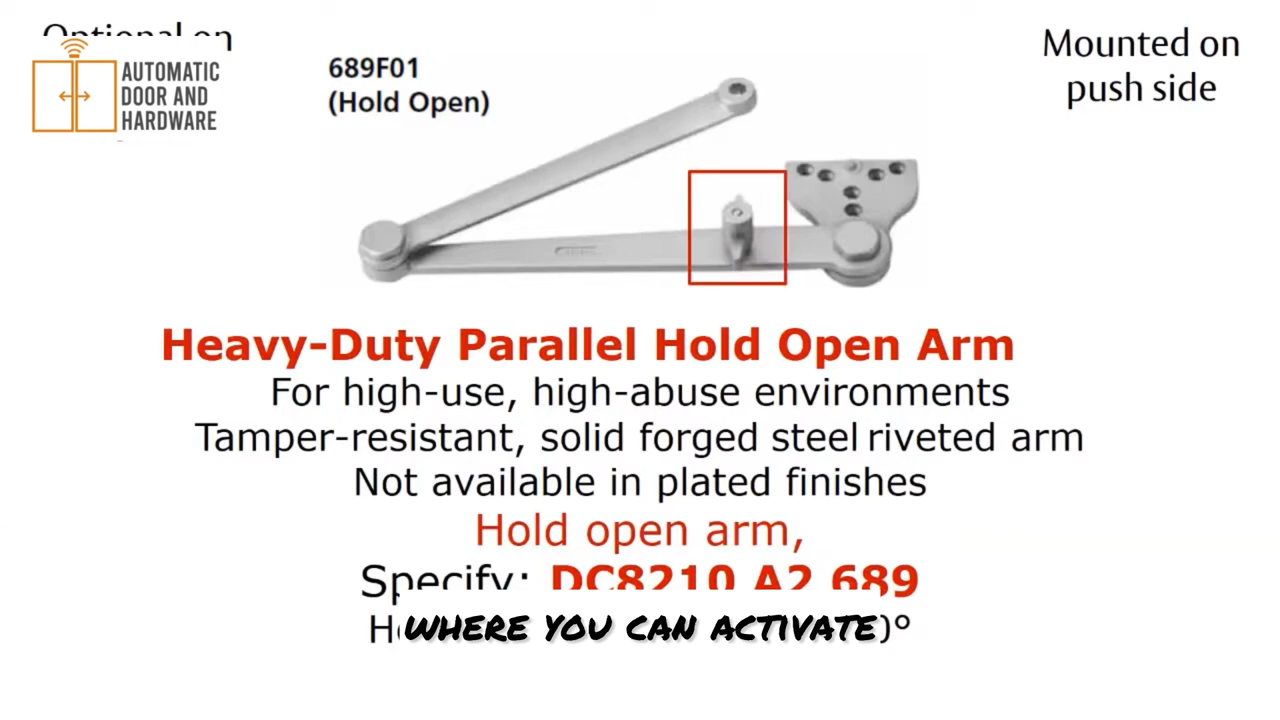 Optional on
AUTOMATIC
DOOR AND
HARDWARE
689F01
(Hold Open)
Mounted on
push side
Heavy-Duty Parallel Hold Open Arm
For high-use, high-abuse environments
Tamper-resistant, solid forged steel riveted arm
Not available in plated finishes
Hold open arm,
Specify: DC8210 A2 689
WHERE YOU CAN ACTIVATE